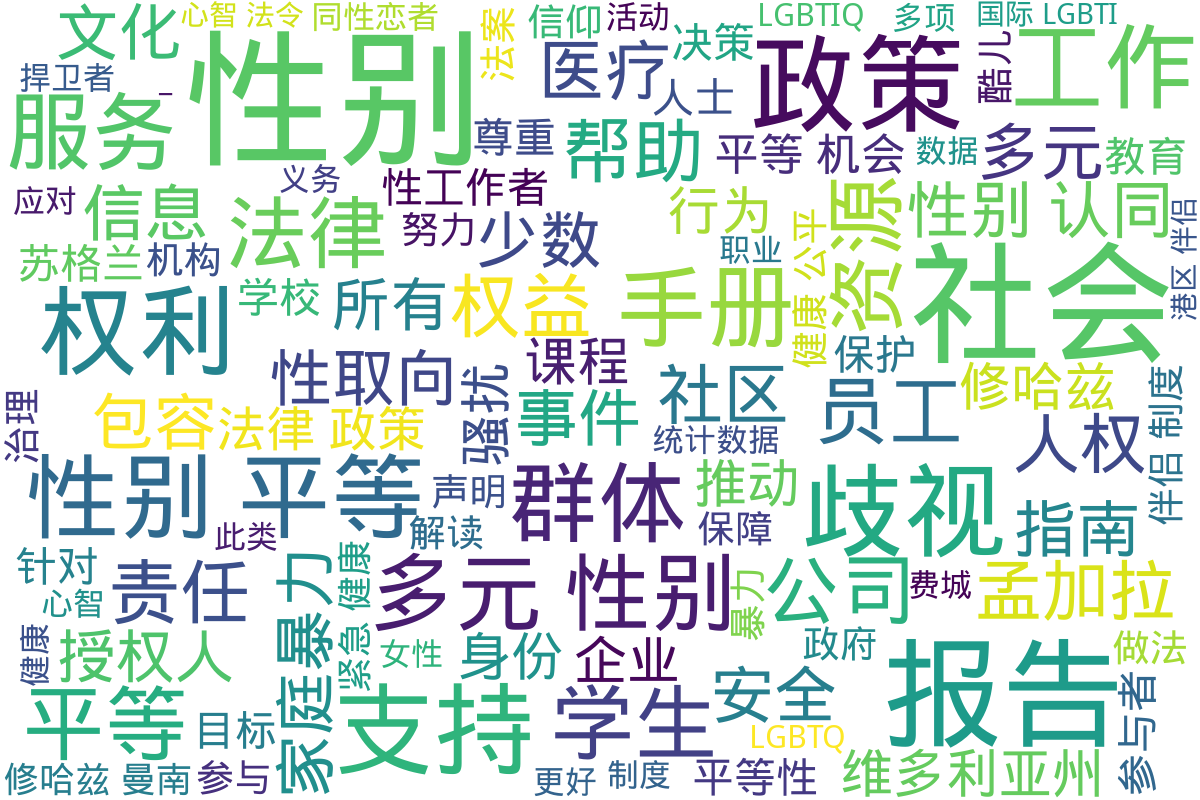 心智 法令
同性恋者
法案
信仰
活动
LGBTIQ
多项
国际 LGBTI
文化
性别
医疗
决策
政策
酷儿
工作
捍卫者
人士
服务
尊重
帮助
平等 机会
数据
多元
教育
应对
义务
性工作者
信息
法律
努力
少数
行为
职业
健康 公平
资源
性别 认同
港区 伴侣
苏格兰
机构
学校
所有
权益
手册
社会
权利
性取向
课程
保护
治理
包容
法律 政策
骚扰
事件
社区
统计数据
员工
修哈兹
人权
伴侣 制度
性别 平等
声明
群体
推动
歧视
此类
解读
保障
指南
针对
心智
责任
家庭暴力
紧急 健康
多元 性别
暴力
公司
费城
孟加拉
健康
授权人
女性
身份
企业
政府
做法
平等
目标
支持
学生
安全
LGBTQ
报告
参与者
修哈兹 曼南
参与
更好
制度
平等性
维多利亚州